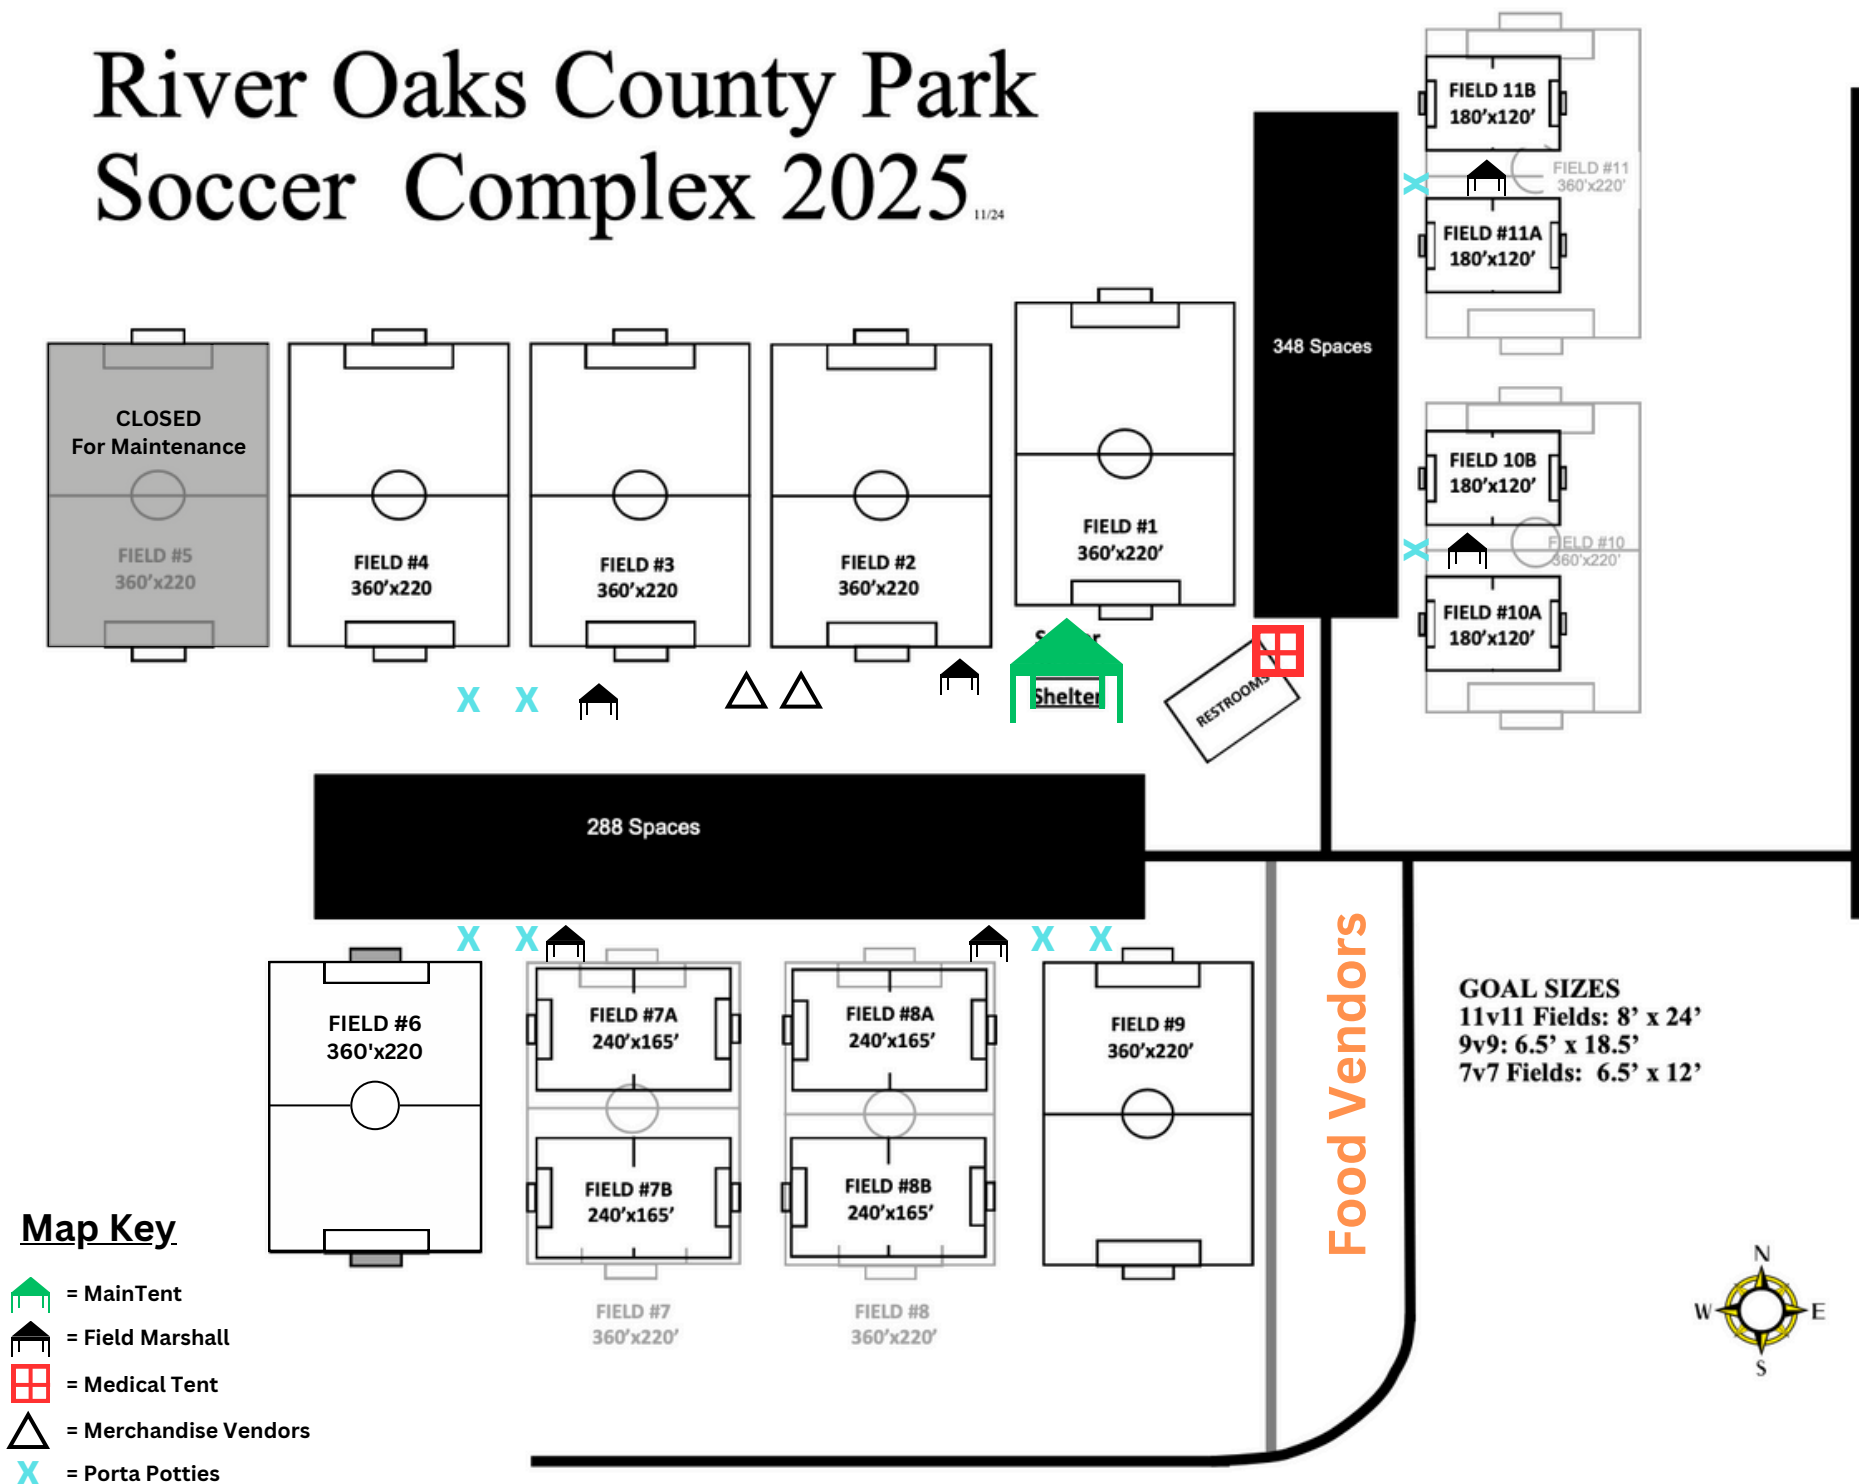 River Oaks County Park
Soccer Complex 2025
11/24
FIELD 11B
180'x120'
FIELD #11
360'x220'
FIELD #11A
180'x120'
348 Spaces
CLOSED
For Maintenance
FIELD #5
360'x220
FIELD #4
360'x220
FIELD #3
360'x220
FIELD #2
360'x220
FIELD #1
360'x220'
FIELD 10B
180'x120'
FIELD #10
360'x220'
FIELD #10A
180'x120'
Shelter
RESTROOMS
X X
X
X
288 Spaces
X X
X X
FIELD #6
360'x220
FIELD #7A
240'x165'
FIELD #8A
240'x165'
FIELD #9
360'x220'
FIELD #7B
240'x165'
FIELD #8B
240'x165'
FIELD #7
360'x220'
FIELD #8
360'x220'
Food Vendors
GOAL SIZES
11v11 Fields: 8' x 24'
9v9: 6.5' x 18.5'
7v7 Fields: 6.5' x 12'
Map Key
= MainTent
= Field Marshall
= Medical Tent
= Merchandise Vendors
X = Porta Potties
N
W E
S